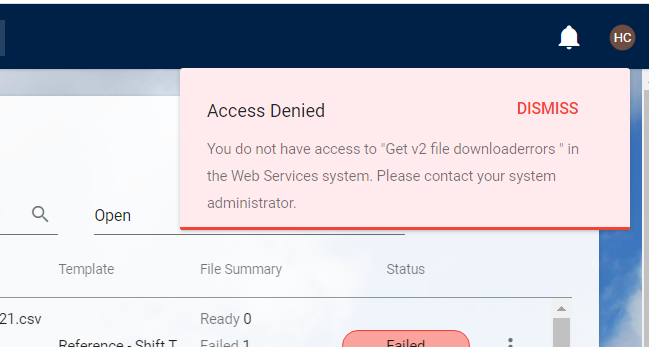 HC
Access Denied
DISMISS
You do not have access to "Get v2 file downloaderrors " in
the Web Services system. Please contact your system
administrator.
Open
Template
File Summary
Status
21.csv
Ready 0
Reference - Shift T
Failed 1
Failed